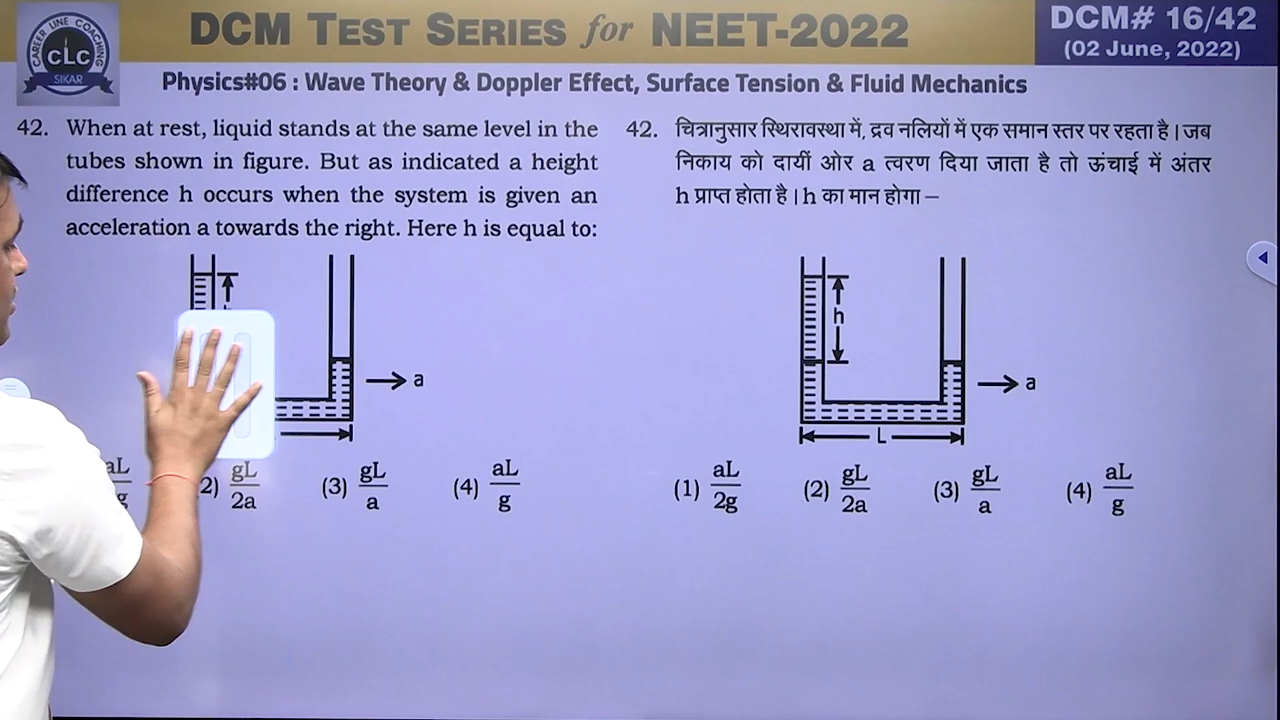 CAREER LINE COACHING
CLC
SIKAR
DCM TEST SERIES for NEET-2022
DCM# 16/42
(02 June, 2022)
Physics#06 : Wave Theory & Doppler Effect, Surface Tension & Fluid Mechanics
42. When at rest, liquid stands at the same level in the
tubes shown in figure. But as indicated a height
difference h occurs when the system is given an
acceleration a towards the right. Here h is equal to:
a
aL
g
(2) gL
2a
(3) gL
a
(4) aL
g
42. चित्रानुसार स्थिरावस्था में, द्रव नलियों में एक समान स्तर पर रहता है। जब
निकाय को दायीं ओर a त्वरण दिया जाता है तो ऊंचाई में अंतर
h प्राप्त होता है। h का मान होगा –
h
a
L
(1) aL
2g
(2) gL
2a
(3) gL
a
(4) aL
g